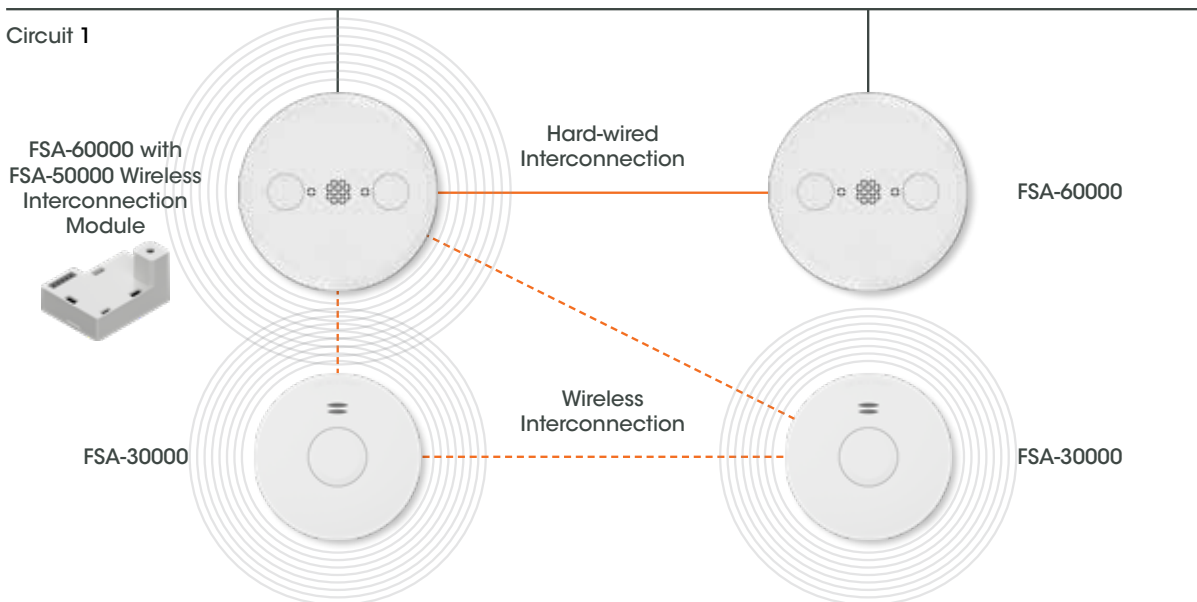 Circuit 1
FSA-60000 with
FSA-50000 Wireless
Interconnection
Module
Hard-wired
Interconnection
FSA-60000
FSA-30000
Wireless
Interconnection
FSA-30000